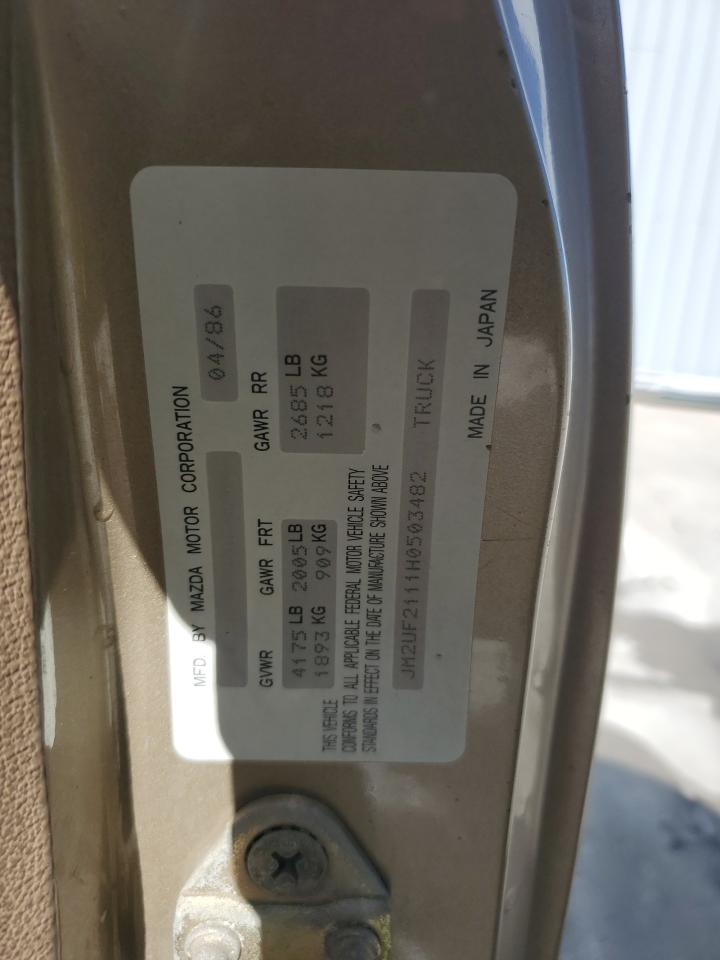 MFD. BY MAZDA MOTOR CORPORATION
04/86
GVWR GAWR FRT GAWR RR
4175 LB 2005 LB 2685 LB
1893 KG 909 KG 1218 KG
THIS VEHICLE
CONFORMS TO ALL APPLICABLE FEDERAL MOTOR VEHICLE SAFETY
STANDARDS IN EFFECT ON THE DATE OF MANUFACTURE SHOWN ABOVE
JM2UF2111H0503482 TRUCK
MADE IN JAPAN